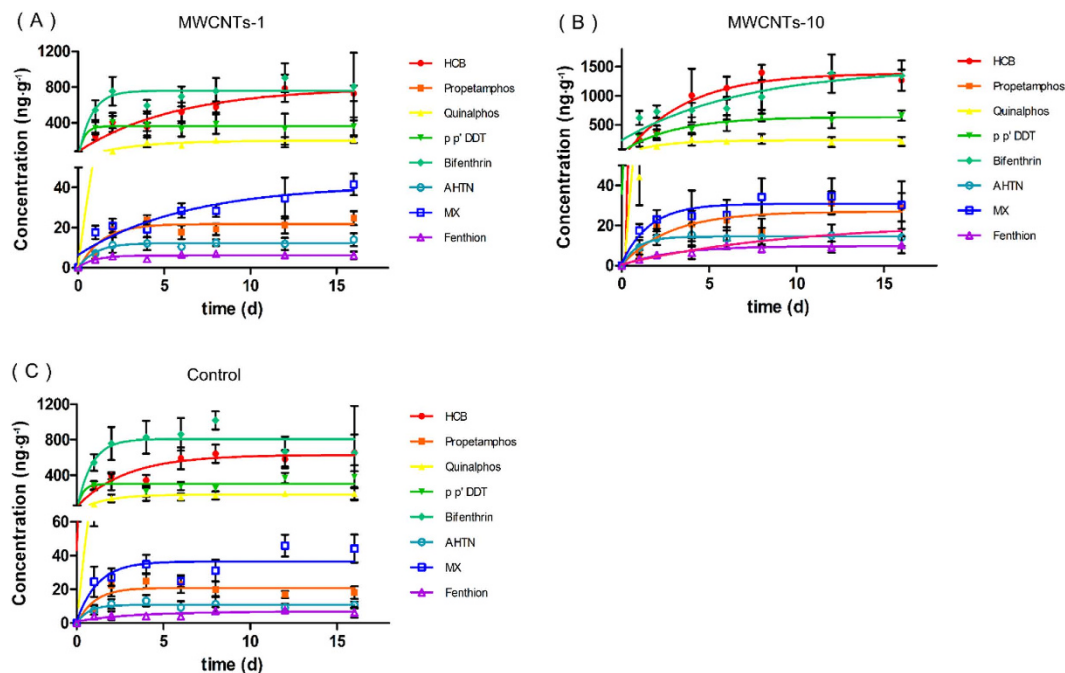 ( A ) MWCNTs-1
Concentration (ng·g⁻¹)
1200
800
400
40
20
0
0 5 10 15
time (d)
HCB
Propetamphos
Quinalphos
p p' DDT
Bifenthrin
AHTN
MX
Fenthion
( B ) MWCNTs-10
Concentration (ng·g⁻¹)
1500
1000
500
40
20
0
0 5 10 15
time (d)
HCB
Propetamphos
Quinalphos
p p' DDT
Bifenthrin
AHTN
MX
Fenthion
( C ) Control
Concentration (ng·g⁻¹)
1200
800
400
60
40
20
0
0 5 10 15
time (d)
HCB
Propetamphos
Quinalphos
p p' DDT
Bifenthrin
AHTN
MX
Fenthion